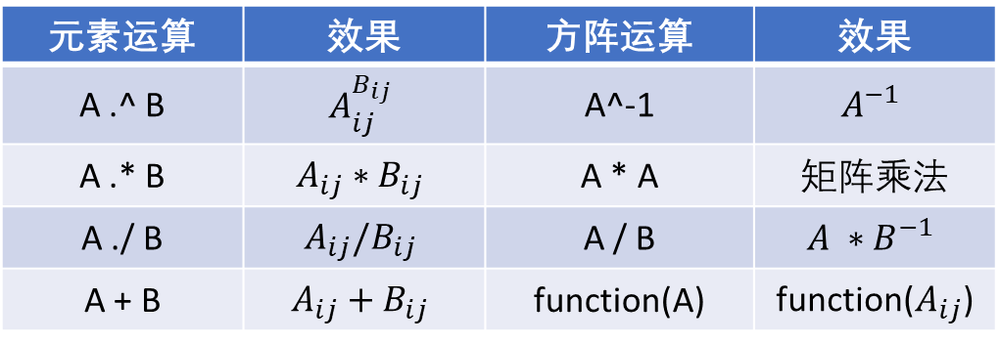 元素运算 效果 方阵运算 效果
A .^ B $A_{ij}^{B_{ij}}$ A^-1 $A^{-1}$
A .* B $A_{ij} * B_{ij}$ A * A 矩阵乘法
A ./ B $A_{ij}/B_{ij}$ A / B $A * B^{-1}$
A + B $A_{ij} + B_{ij}$ function(A) function($A_{ij}$)